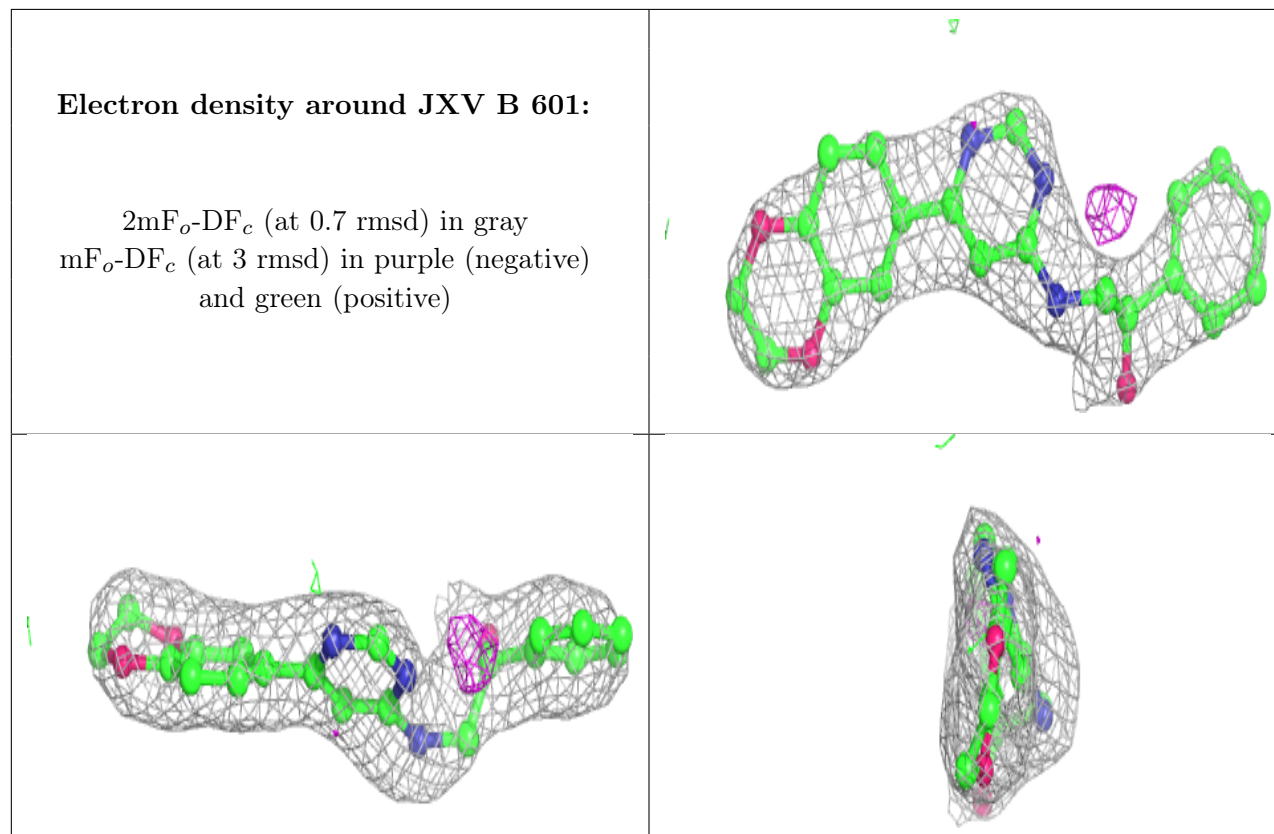 Electron density around JXV B 601:
2mFo-DFc (at 0.7 rmsd) in gray
mFo-DFc (at 3 rmsd) in purple (negative)
and green (positive)